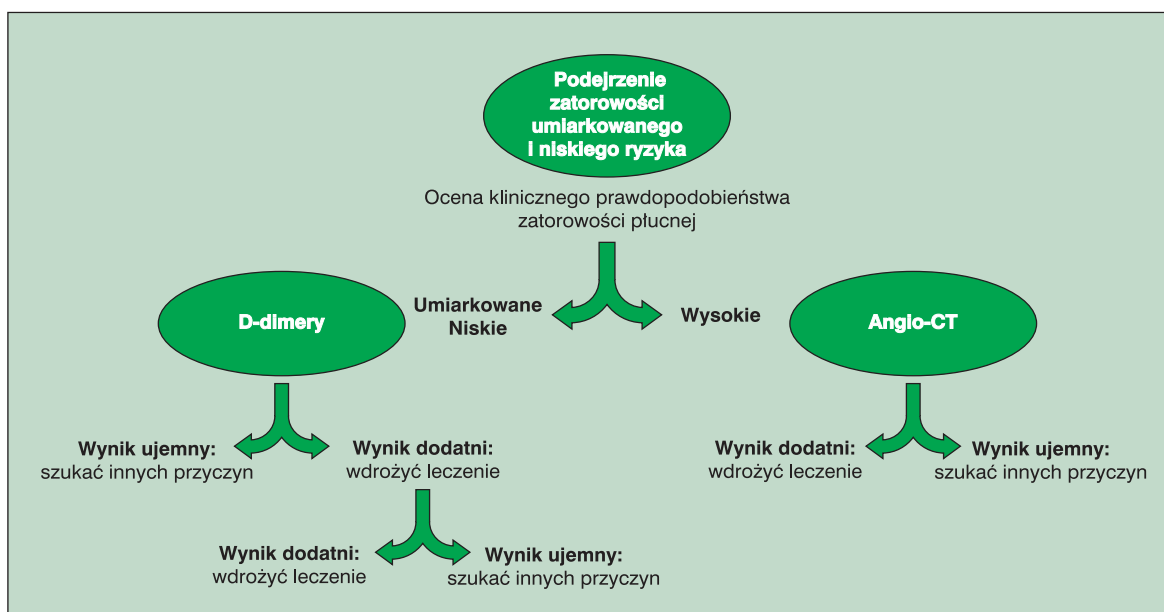 Podejrzenie
zatorowości
umiarkowanego
i niskiego ryzyka
Ocena klinicznego prawdopodobieństwa
zatorowości płucnej
Umiarkowane
Niskie
Wysokie
D-dimery
Angio-CT
Wynik ujemny:
szukać innych przyczyn
Wynik dodatni:
wdrożyć leczenie
Wynik dodatni:
wdrożyć leczenie
Wynik ujemny:
szukać innych przyczyn
Wynik dodatni:
wdrożyć leczenie
Wynik ujemny:
szukać innych przyczyn